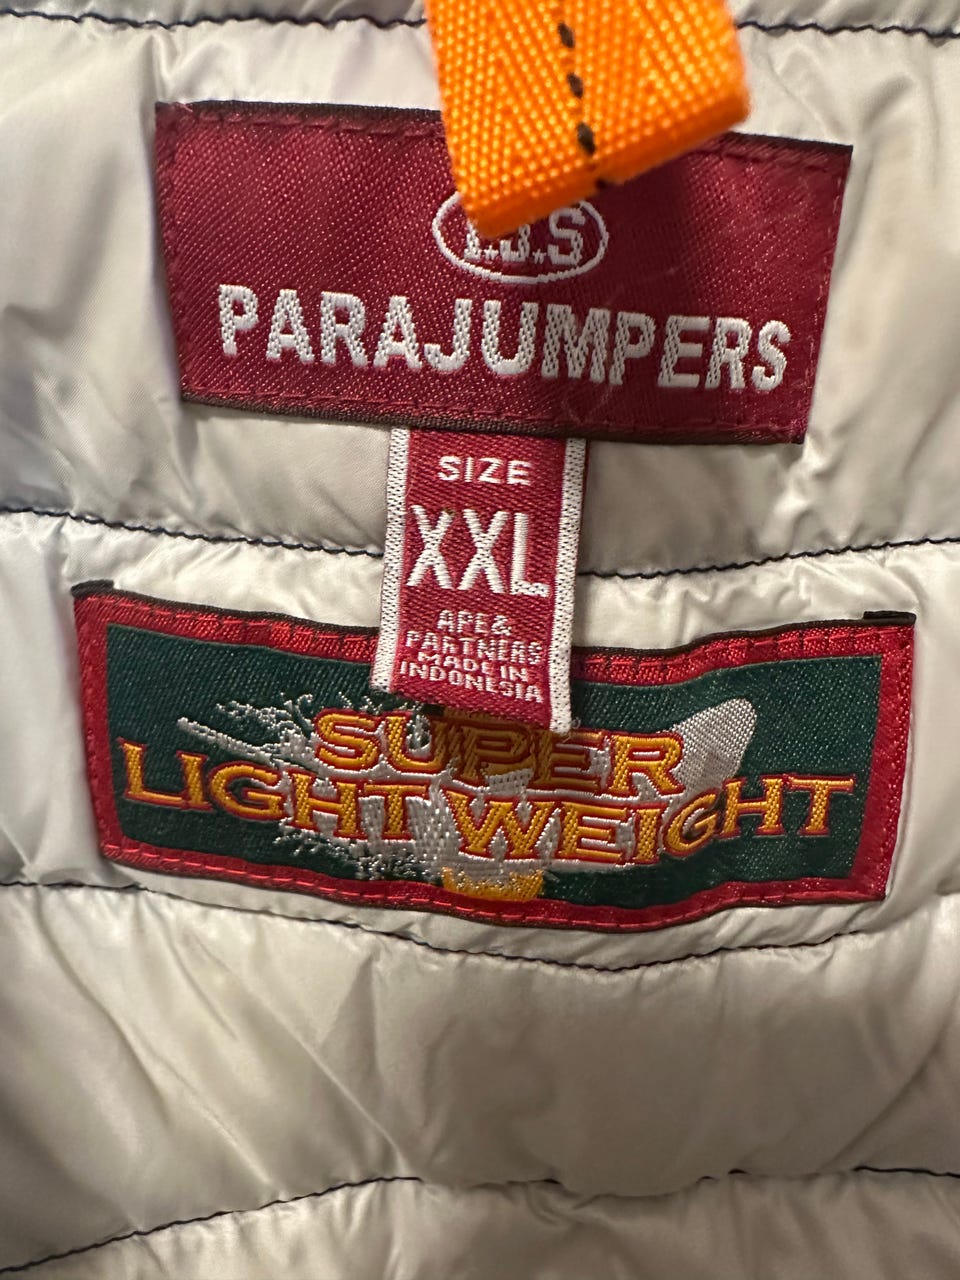 P.J.S
PARAJUMPERS
SIZE
XXL
APE&
PARTNERS
MADE IN
INDONESIA
SUPER
LIGHT WEIGHT